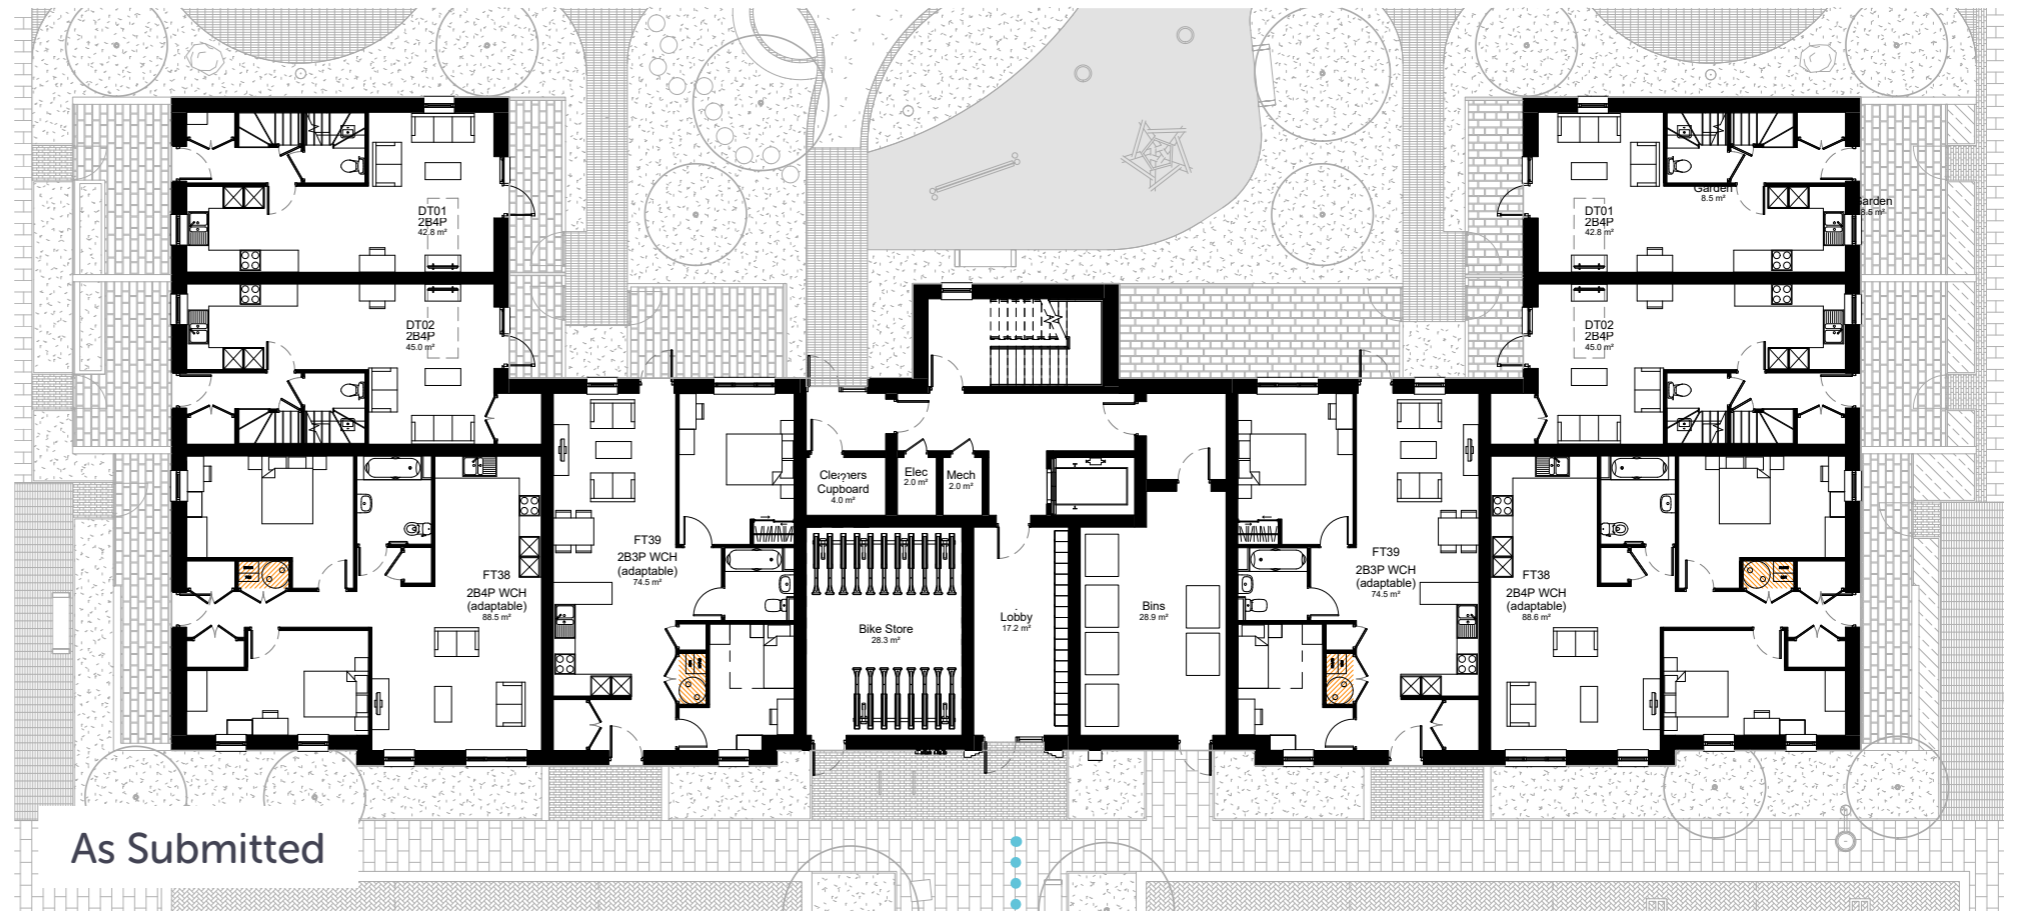 DT01
2B4P
42.8 m²
DT01
2B4P
42.8 m²
Garden
8.5 m²
DT02
2B4P
45.0 m²
DT02
2B4P
45.0 m²
Cupboard
4.0 m²
Elec
2.0 m²
Mech
2.0 m²
FT38
2B4P WCH
(adaptable)
88.5 m²
FT39
2B3P WCH
(adaptable)
74.5 m²
Bike Store
28.3 m²
Lobby
17.2 m²
Bins
28.9 m²
FT39
2B3P WCH
(adaptable)
74.5 m²
FT38
2B4P WCH
(adaptable)
88.6 m²
As Submitted